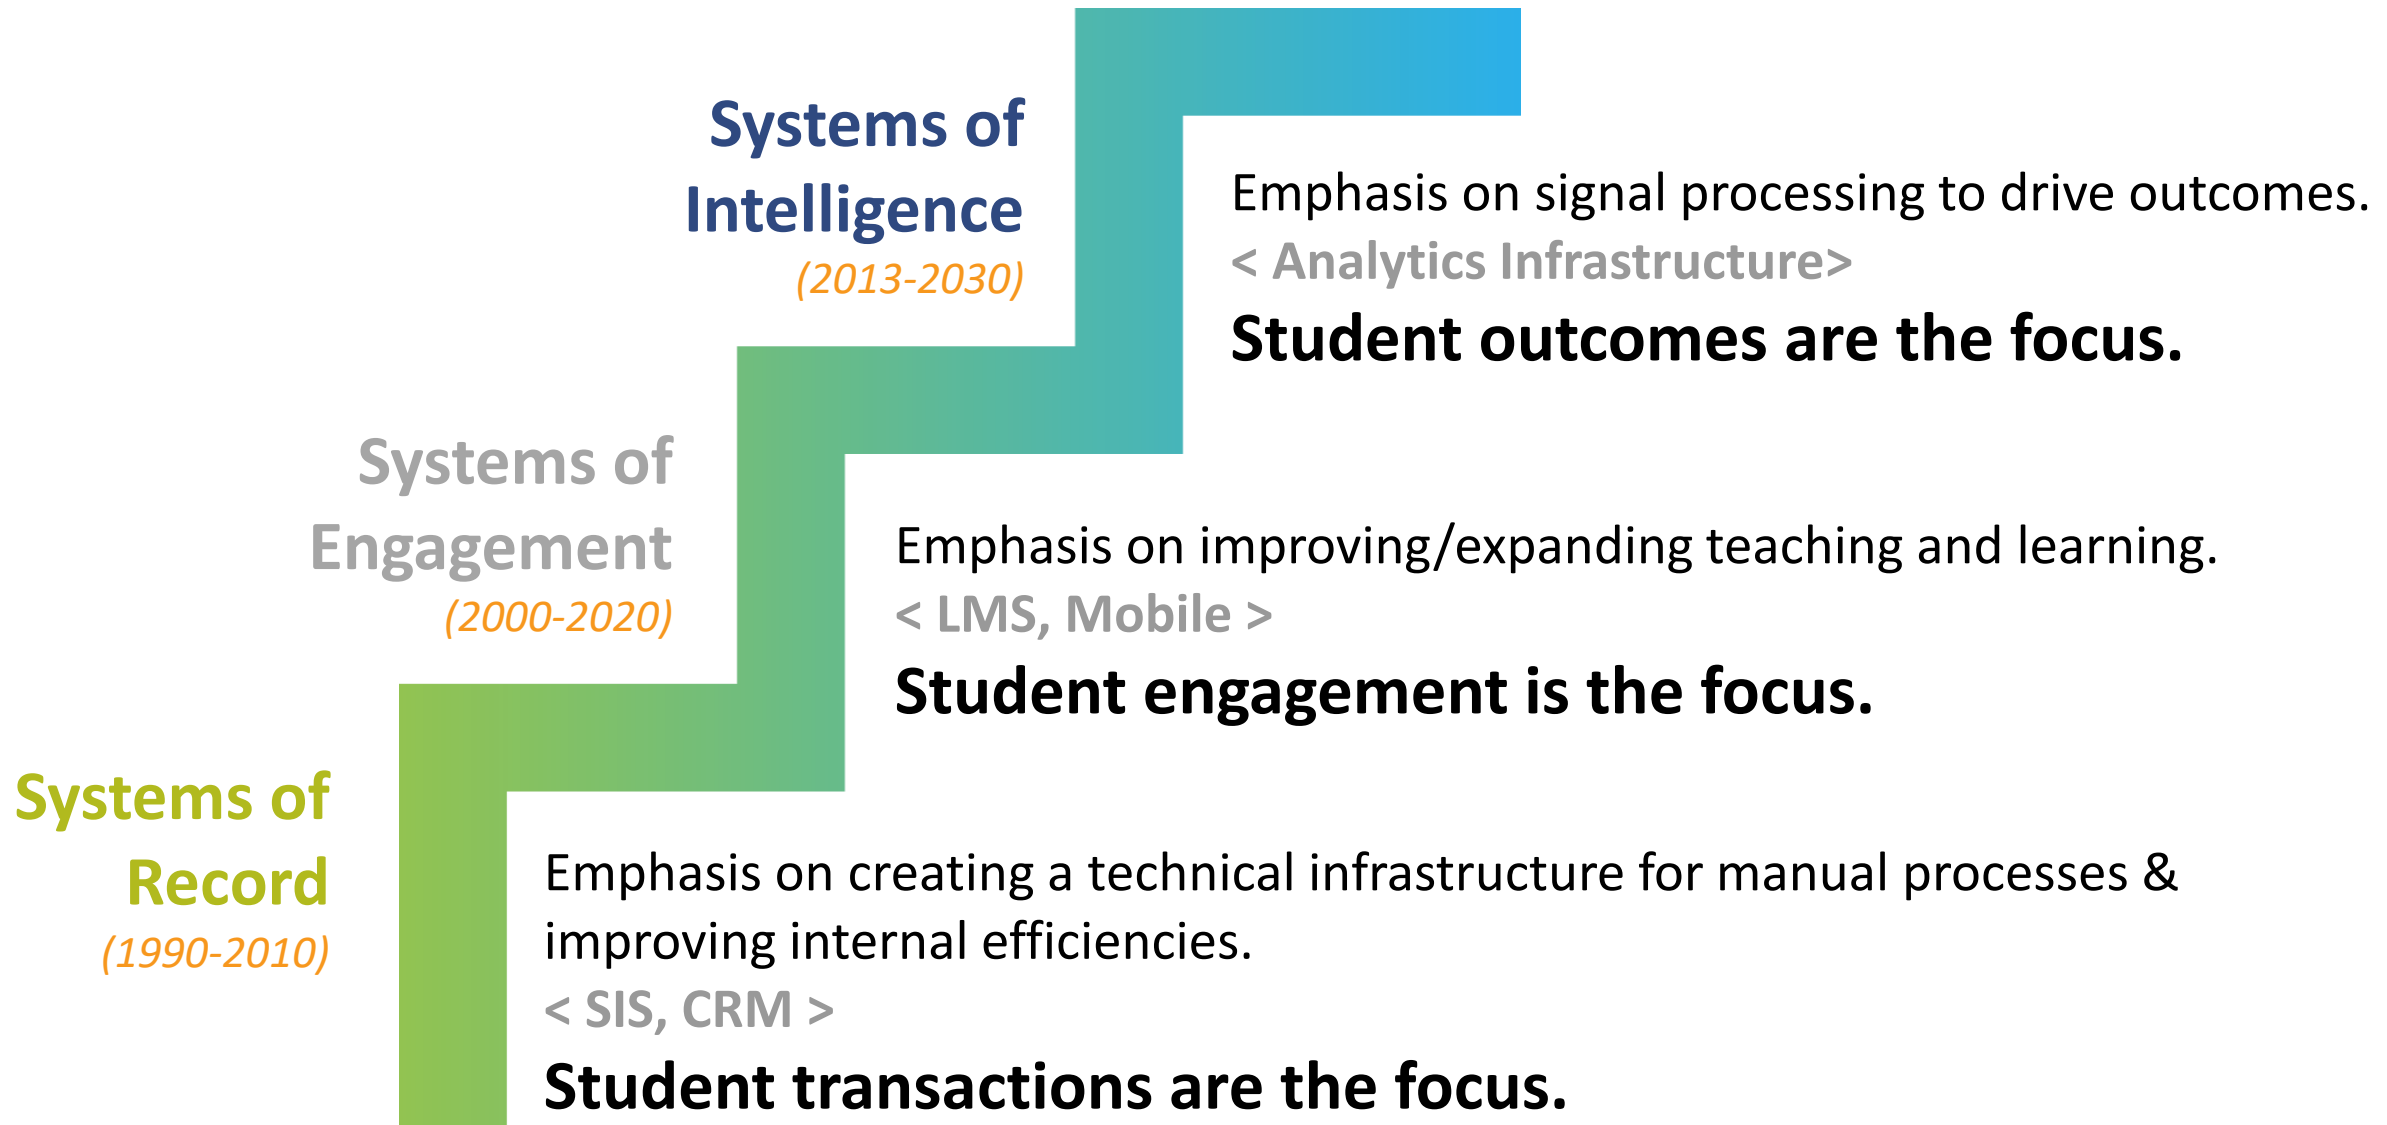 Systems of
Intelligence
(2013-2030)
Emphasis on signal processing to drive outcomes.
< Analytics Infrastructure>
Student outcomes are the focus.
Systems of
Engagement
(2000-2020)
Emphasis on improving/expanding teaching and learning.
< LMS, Mobile >
Student engagement is the focus.
Systems of
Record
(1990-2010)
Emphasis on creating a technical infrastructure for manual processes &
improving internal efficiencies.
< SIS, CRM >
Student transactions are the focus.